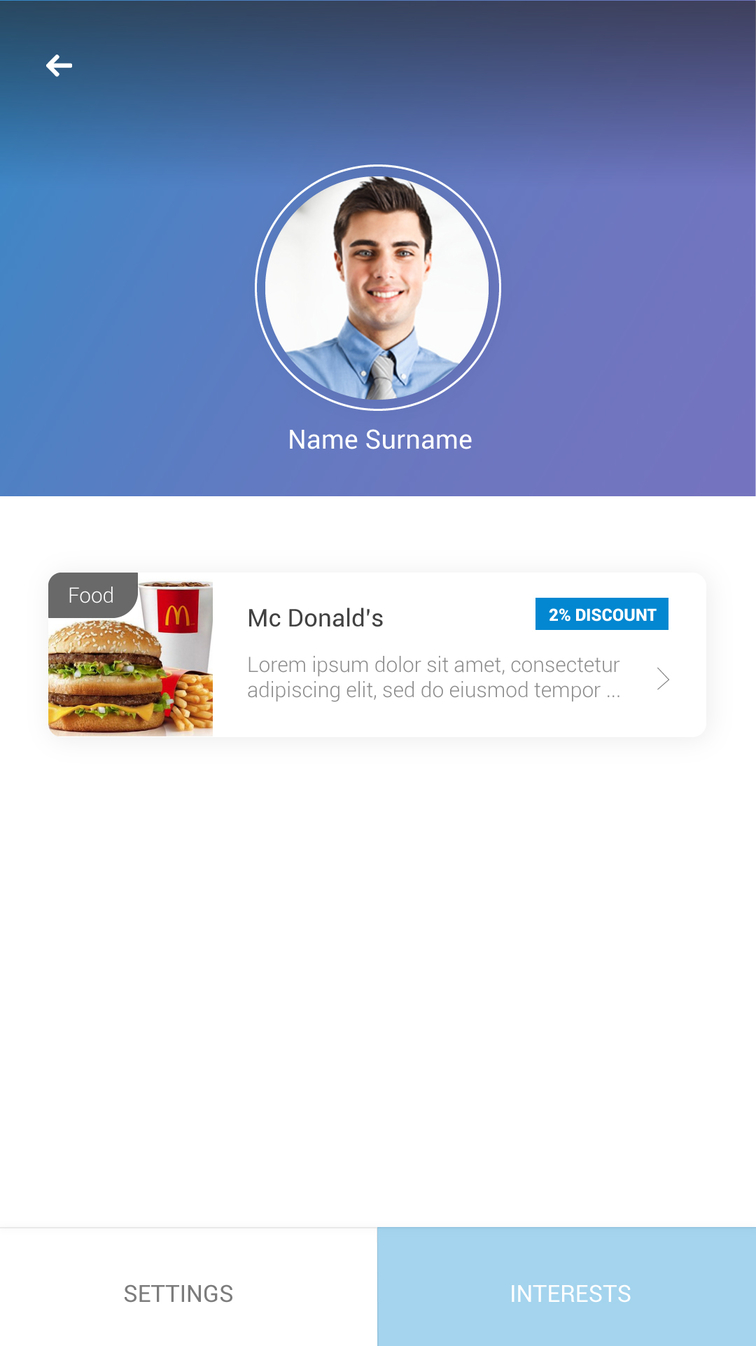 Name Surname
Food
Mc Donald's
2% DISCOUNT
Lorem ipsum dolor sit amet, consectetur
adipiscing elit, sed do eiusmod tempor ...
SETTINGS
INTERESTS